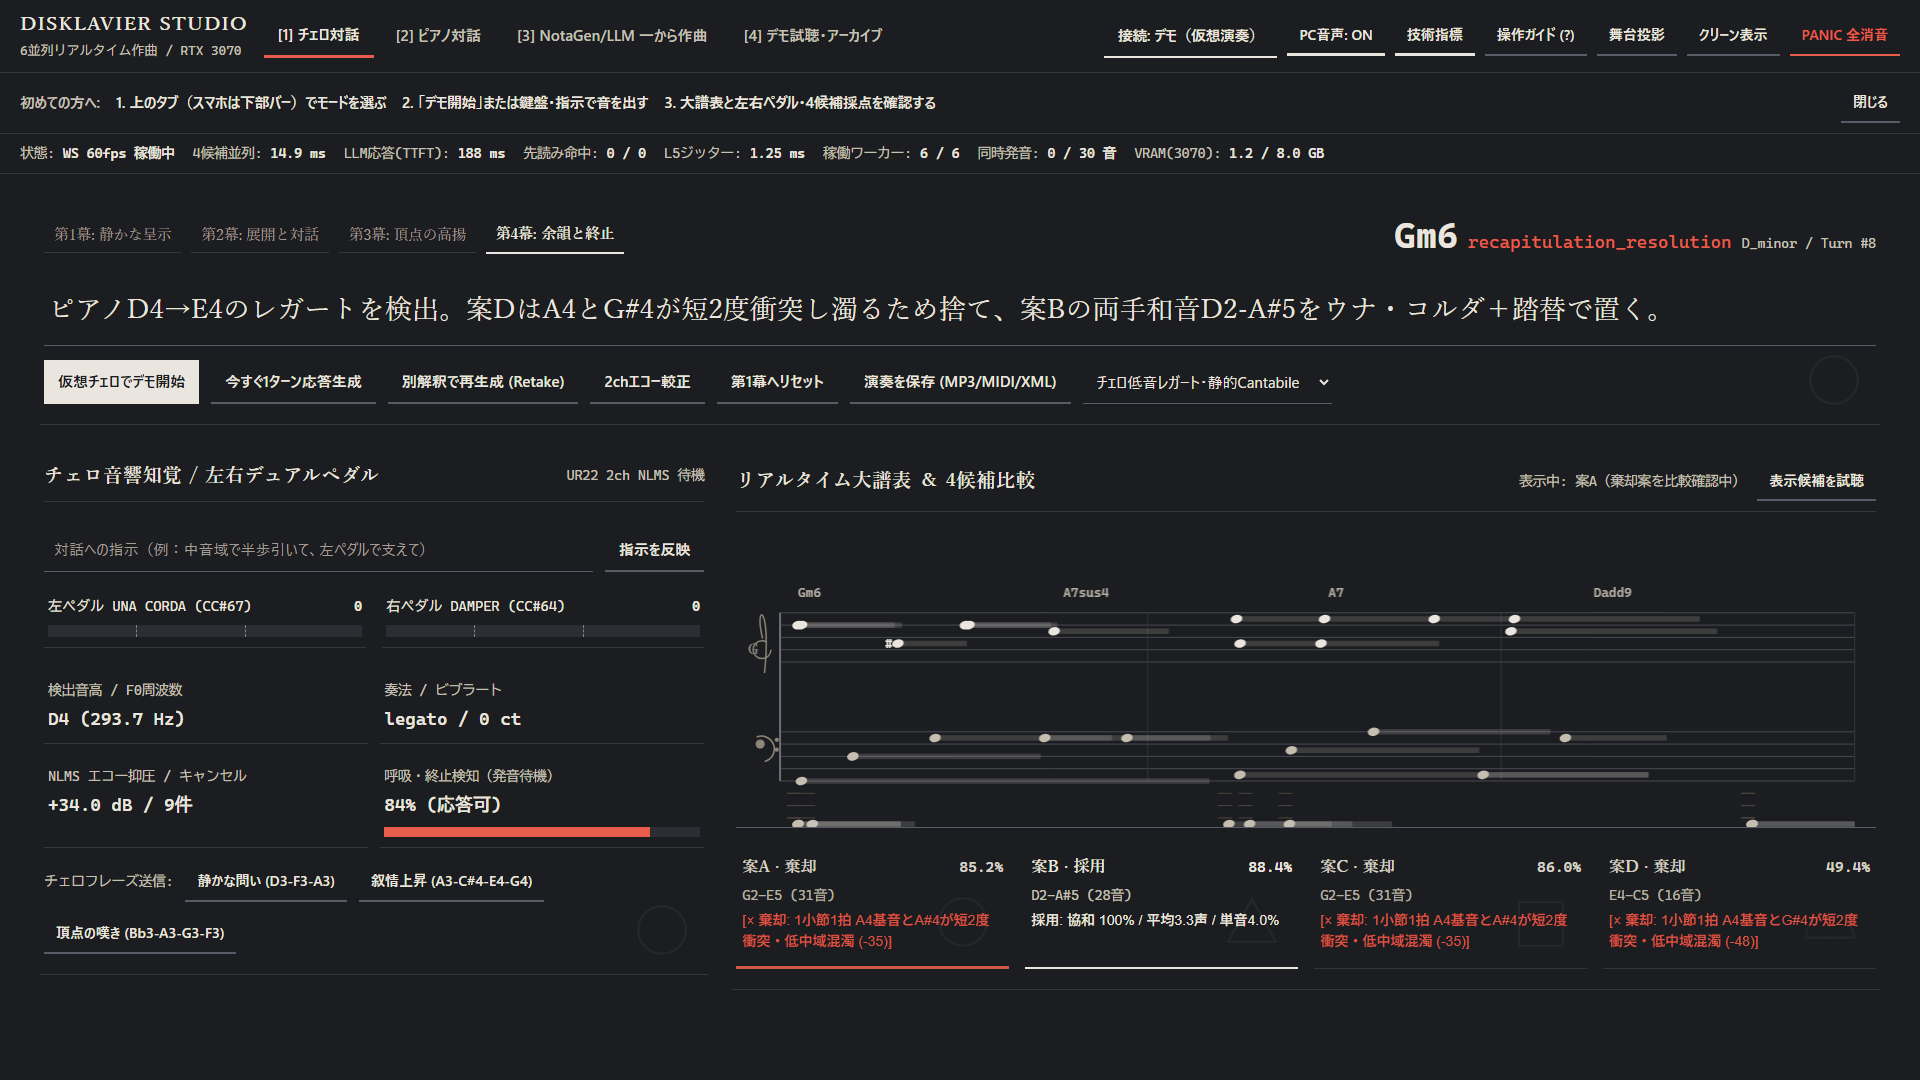 DISKLAVIER STUDIO
6並列リアルタイム作曲 / RTX 3070
[1] チェロ対話
[2] ピアノ対話
[3] NotaGen/LLM 一から作曲
[4] デモ試聴・アーカイブ
接続: デモ（仮想演奏）
PC音声: ON
技術指標
操作ガイド (?)
舞台投影
クリーン表示
PANIC 全消音
初めての方へ: 1. 上のタブ（スマホは下部バー）でモードを選ぶ 2.「デモ開始」または鍵盤・指示で音を出す 3. 大譜表と左右ペダル・4候補採点を確認する
閉じる
状態: WS 60fps 稼働中 4候補並列: 14.9 ms LLM応答(TTFT): 188 ms 先読み命中: 0 / 0 L5ジッター: 1.25 ms 稼働ワーカー: 6 / 6 同時発音: 0 / 30 音 VRAM(3070): 1.2 / 8.0 GB
第1幕: 静かな呈示
第2幕: 展開と対話
第3幕: 頂点の高揚
第4幕: 余韻と終止
Gm6 recapitulation_resolution D_minor / Turn #8
ピアノD4→E4のレガートを検出。案DはA4とG#4が短2度衝突し濁るため捨て、案Bの両手和音D2-A#5をウナ・コルダ＋踏替で置く。
仮想チェロでデモ開始
今すぐ1ターン応答生成
別解釈で再生成 (Retake)
2chエコー較正
第1幕へリセット
演奏を保存 (MP3/MIDI/XML)
チェロ低音レガート・静的Cantabile
チェロ音響知覚 / 左右デュアルペダル
UR22 2ch NLMS 待機
対話への指示（例：中音域で半歩引いて、左ペダルで支えて）
指示を反映
左ペダル UNA CORDA (CC#67) 0
右ペダル DAMPER (CC#64) 0
検出音高 / F0周波数
D4 (293.7 Hz)
奏法 / ビブラート
legato / 0 ct
NLMS エコー抑圧 / キャンセル
+34.0 dB / 9件
呼吸・終止検知（発音待機）
84% (応答可)
チェロフレーズ送信:
静かな問い (D3-F3-A3)
叙情上昇 (A3-C#4-E4-G4)
頂点の嘆き (Bb3-A3-G3-F3)
リアルタイム大譜表 ＆ 4候補比較
表示中: 案A（棄却案を比較確認中）
表示候補を試聴
Gm6
A7sus4
A7
Dadd9
#
案A · 棄却 85.2%
G2–E5 (31音)
[× 棄却: 1小節1拍 A4基音とA#4が短2度
衝突・低中域混濁 (-35)]
案B · 採用 88.4%
D2–A#5 (28音)
採用: 協和 100% / 平均3.3声 / 単音4.0%
案C · 棄却 86.0%
G2–E5 (31音)
[× 棄却: 1小節1拍 A4基音とA#4が短2度
衝突・低中域混濁 (-35)]
案D · 棄却 49.4%
E4–C5 (16音)
[× 棄却: 1小節1拍 A4基音とG#4が短2度
衝突・低中域混濁 (-48)]